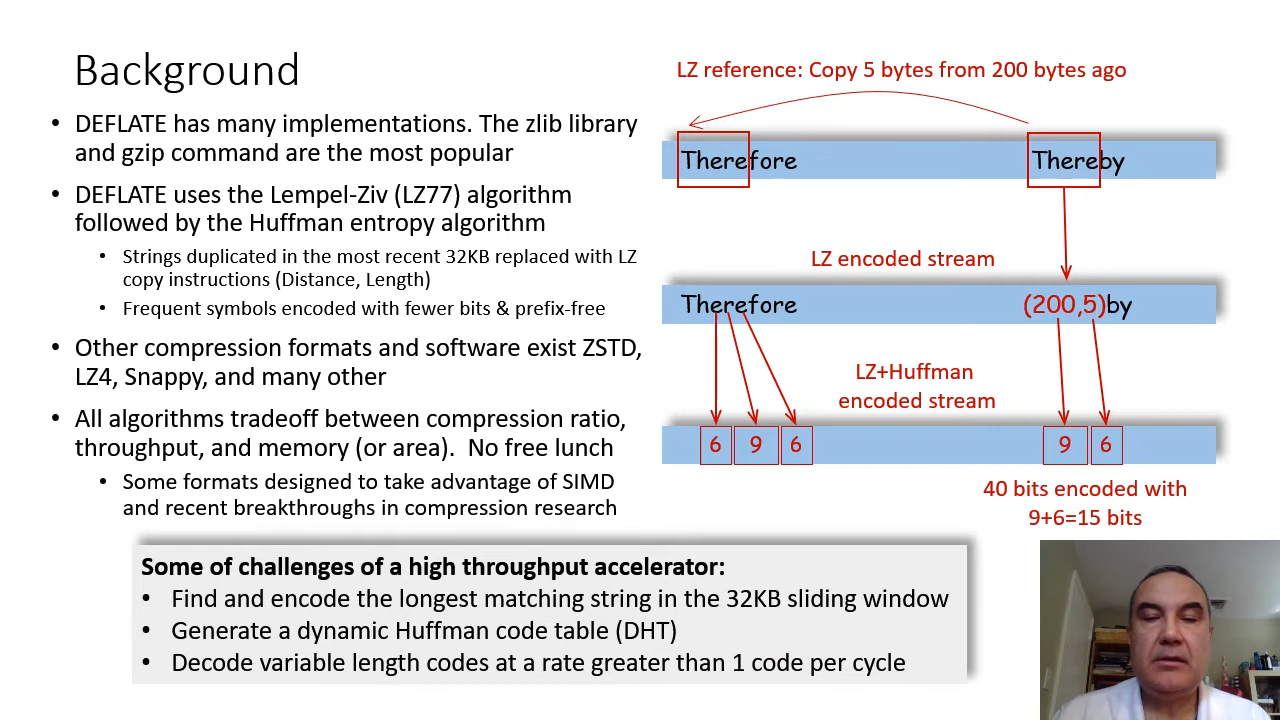 Background
• DEFLATE has many implementations. The zlib library
and gzip command are the most popular
• DEFLATE uses the Lempel-Ziv (LZ77) algorithm
followed by the Huffman entropy algorithm
• Strings duplicated in the most recent 32KB replaced with LZ
copy instructions (Distance, Length)
• Frequent symbols encoded with fewer bits & prefix-free
• Other compression formats and software exist ZSTD,
LZ4, Snappy, and many other
• All algorithms tradeoff between compression ratio,
throughput, and memory (or area). No free lunch
• Some formats designed to take advantage of SIMD
and recent breakthroughs in compression research
LZ reference: Copy 5 bytes from 200 bytes ago
Therefore Thereby
LZ encoded stream
Therefore (200,5)by
LZ+Huffman
encoded stream
6 9 6 9 6
40 bits encoded with
9+6=15 bits
Some of challenges of a high throughput accelerator:
• Find and encode the longest matching string in the 32KB sliding window
• Generate a dynamic Huffman code table (DHT)
• Decode variable length codes at a rate greater than 1 code per cycle